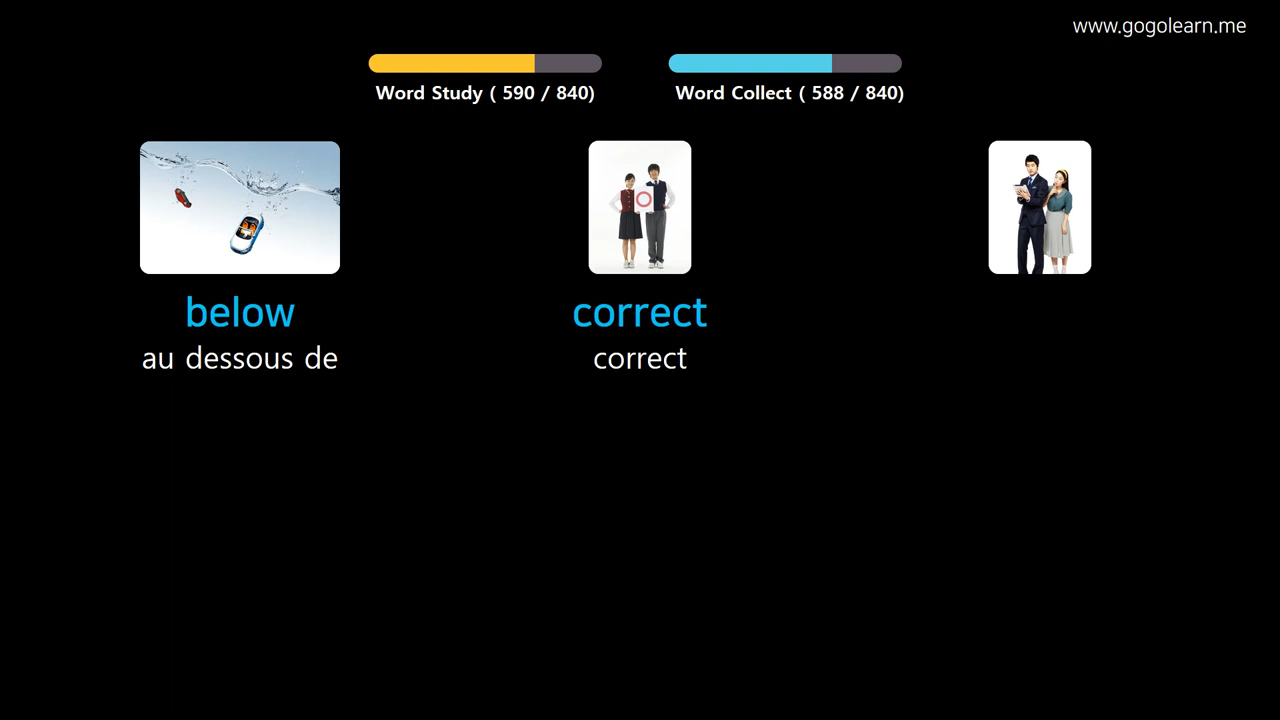 www.gogolearn.me
Word Study ( 590 / 840)
Word Collect ( 588 / 840)
below
correct
au dessous de
correct